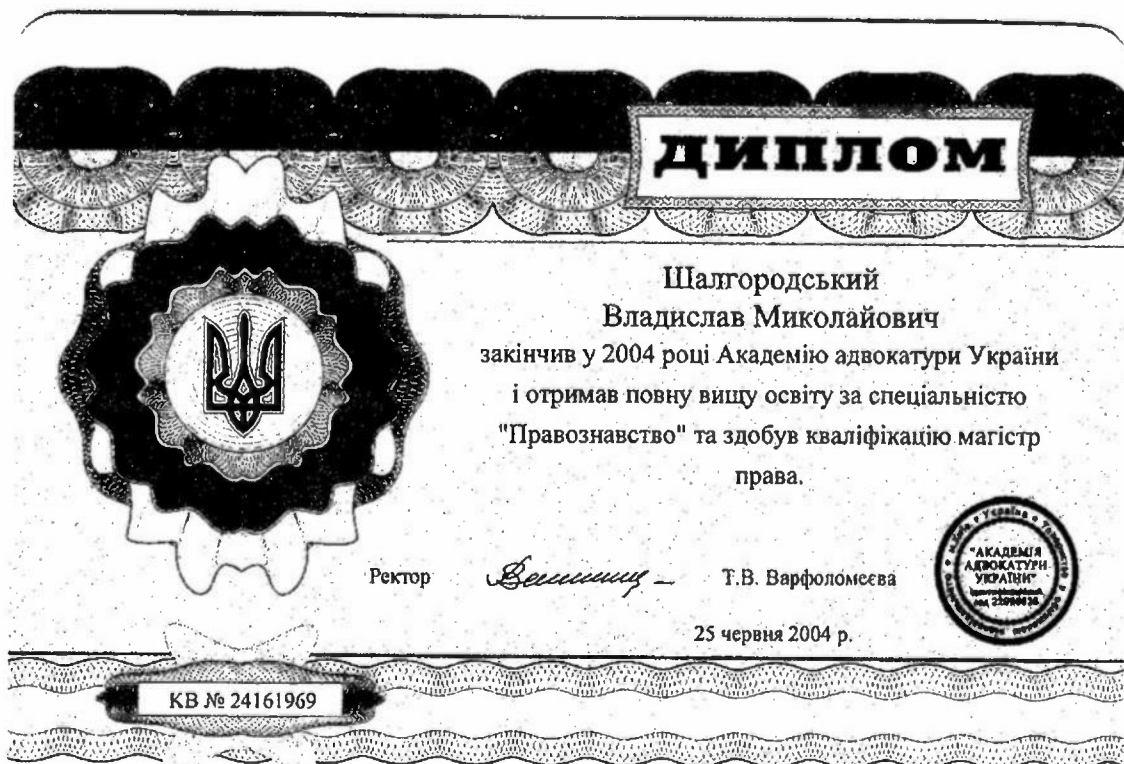 ДИПЛОМ
Шалгородський
Владислав Миколайович
закінчив у 2004 році Академію адвокатури України
і отримав повну вищу освіту за спеціальністю
"Правознавство" та здобув кваліфікацію магістр
права.
Ректор Т.В. Варфоломеєва
25 червня 2004 р.
"АКАДЕМІЯ
АДВОКАТУРИ
УКРАЇНИ"
КВ № 24161969